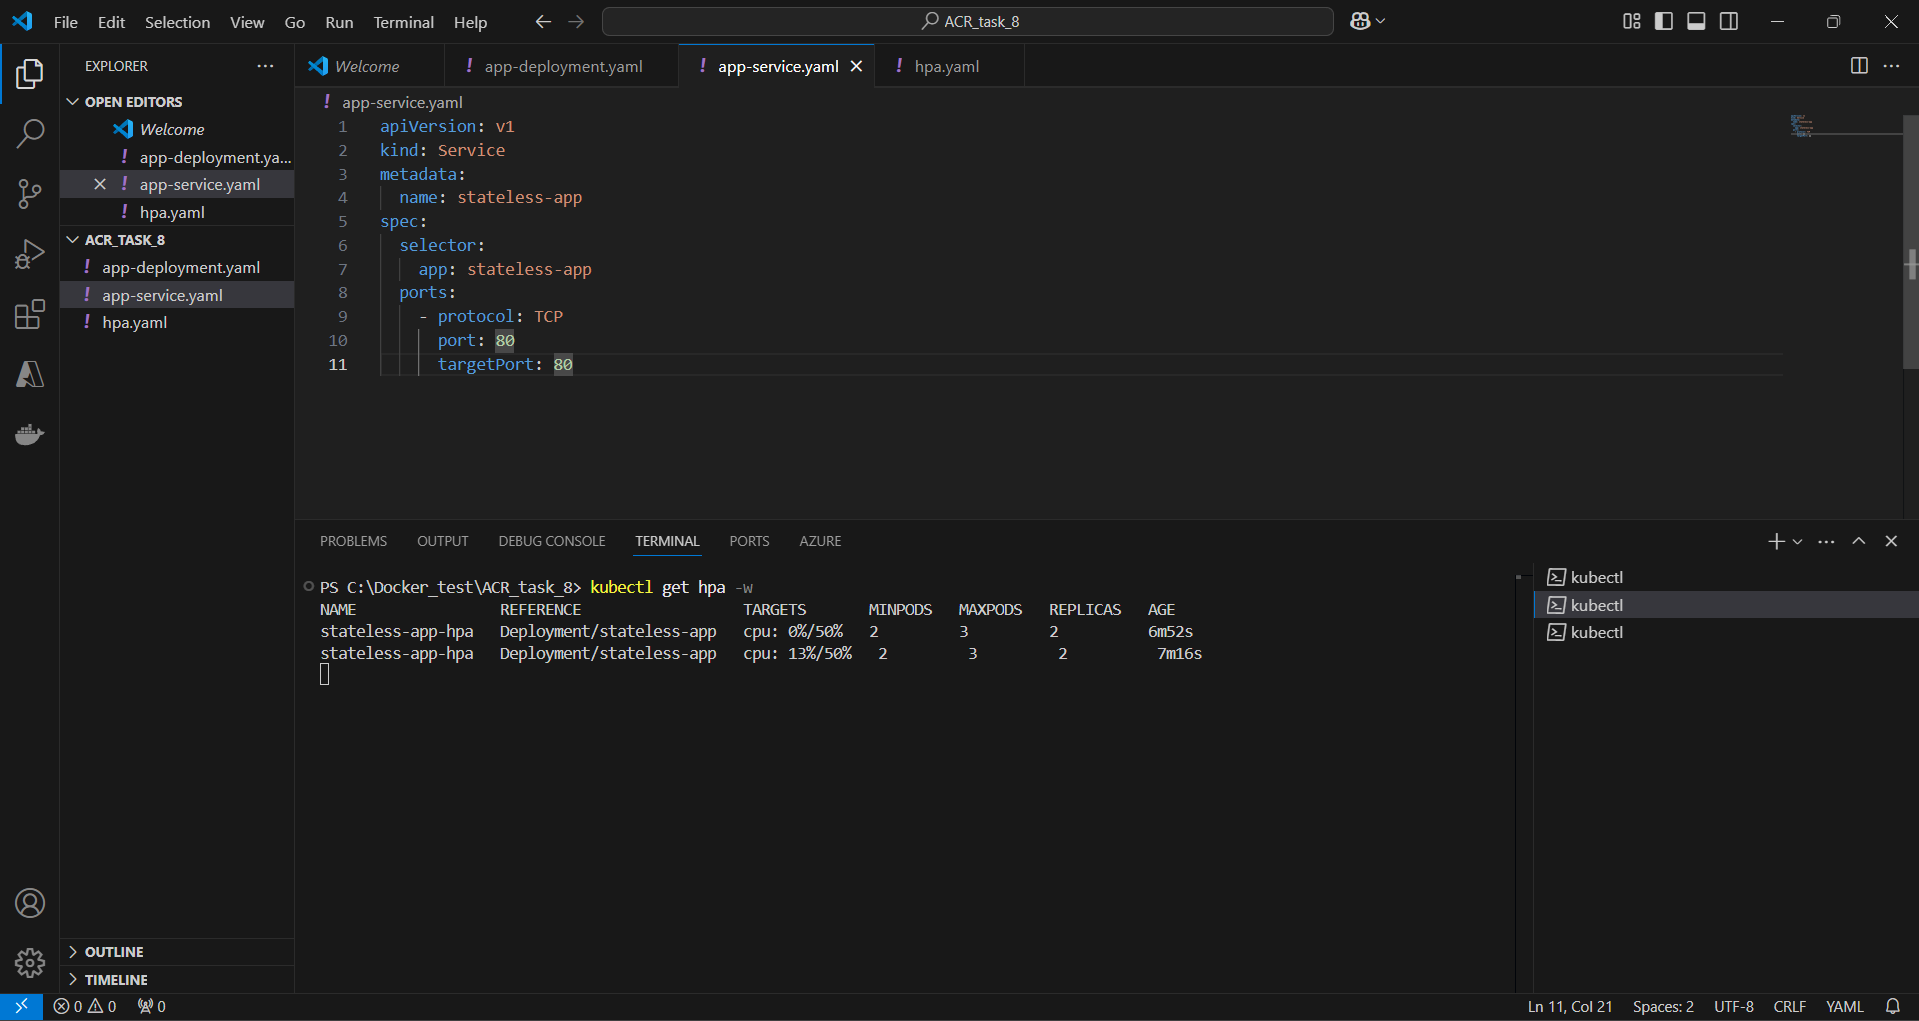 File Edit Selection View Go Run Terminal Help
ACR_task_8
EXPLORER
OPEN EDITORS
Welcome
app-deployment.ya...
app-service.yaml
hpa.yaml
ACR_TASK_8
app-deployment.yaml
app-service.yaml
hpa.yaml
OUTLINE
TIMELINE
Welcome ! app-deployment.yaml ! app-service.yaml ! hpa.yaml
! app-service.yaml
1 apiVersion: v1
2 kind: Service
3 metadata:
4 name: stateless-app
5 spec:
6 selector:
7 app: stateless-app
8 ports:
9 - protocol: TCP
10 port: 80
11 targetPort: 80
PROBLEMS OUTPUT DEBUG CONSOLE TERMINAL PORTS AZURE
PS C:\Docker_test\ACR_task_8> kubectl get hpa -w
NAME REFERENCE TARGETS MINPODS MAXPODS REPLICAS AGE
stateless-app-hpa Deployment/stateless-app cpu: 0%/50% 2 3 2 6m52s
stateless-app-hpa Deployment/stateless-app cpu: 13%/50% 2 3 2 7m16s
kubectl
kubectl
kubectl
0 0 0 Ln 11, Col 21 Spaces: 2 UTF-8 CRLF YAML